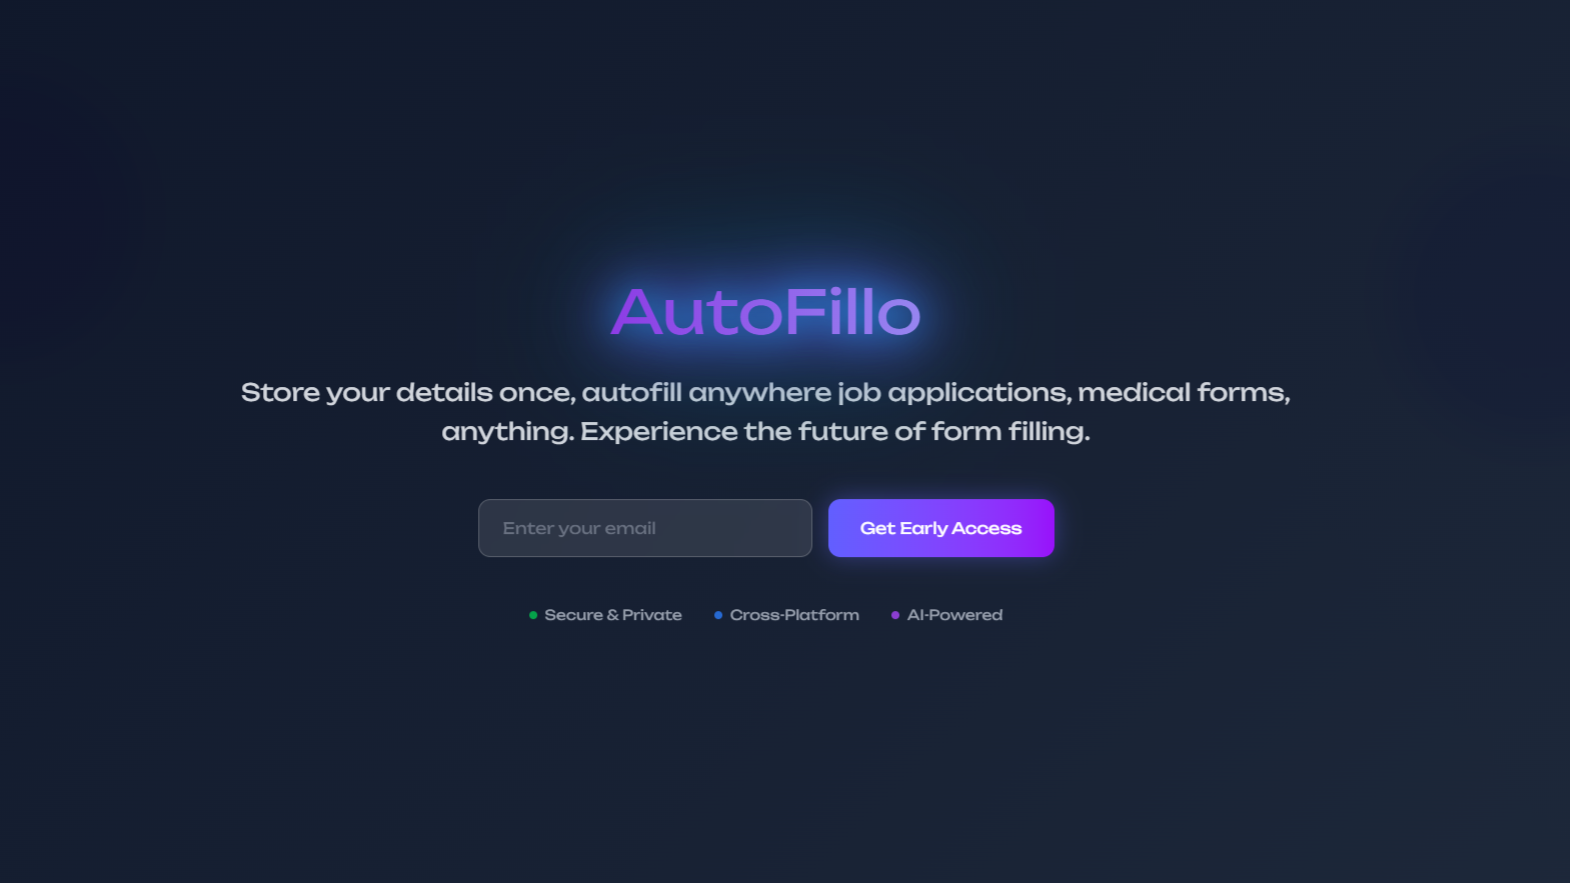 AutoFillo
Store your details once, autofill anywhere job applications, medical forms,
anything. Experience the future of form filling.
Enter your email
Get Early Access
Secure & Private
Cross-Platform
AI-Powered